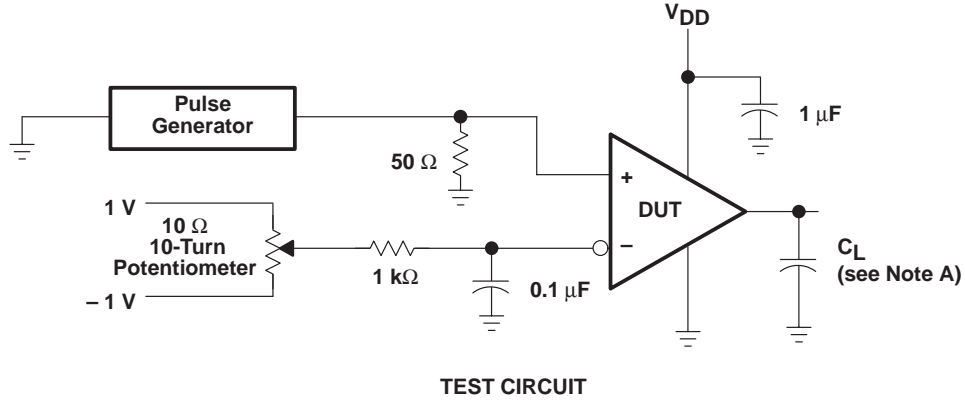 VDD
Pulse
Generator
1 μF
50 Ω
+
DUT
1 V
10 Ω
10-Turn
Potentiometer
– 1 V
1 kΩ
0.1 μF
–
CL
(see Note A)
TEST CIRCUIT